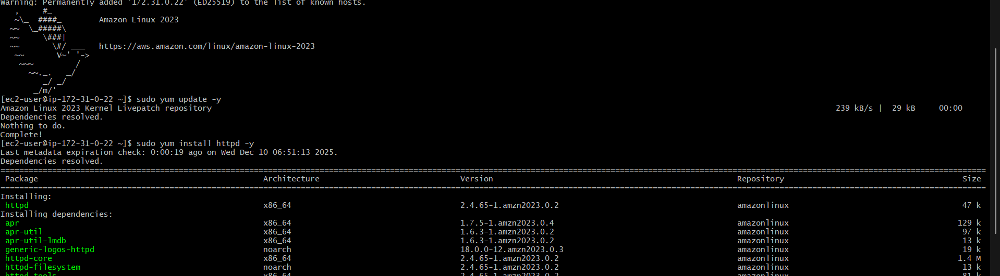 Warning: Permanently added '172.31.0.22' (ED25519) to the list of known hosts.
   ,     #_
   ~\_  ####_        Amazon Linux 2023
  ~~  \_#####\
  ~~     \###|
  ~~       \#/ ___   https://aws.amazon.com/linux/amazon-linux-2023
   ~~       V~' '->
    ~~~         /
      ~~._.   _/
         _/ _/
       _/m/'
[ec2-user@ip-172-31-0-22 ~]$ sudo yum update -y
Amazon Linux 2023 Kernel Livepatch repository 239 kB/s | 29 kB 00:00
Dependencies resolved.
Nothing to do.
Complete!
[ec2-user@ip-172-31-0-22 ~]$ sudo yum install httpd -y
Last metadata expiration check: 0:00:19 ago on Wed Dec 10 06:51:13 2025.
Dependencies resolved.
Package Architecture Version Repository Size
Installing:
httpd x86_64 2.4.65-1.amzn2023.0.2 amazonlinux 47 k
Installing dependencies:
apr x86_64 1.7.5-1.amzn2023.0.4 amazonlinux 129 k
apr-util x86_64 1.6.3-1.amzn2023.0.2 amazonlinux 97 k
apr-util-lmdb x86_64 1.6.3-1.amzn2023.0.2 amazonlinux 13 k
generic-logos-httpd noarch 18.0.0-12.amzn2023.0.3 amazonlinux 19 k
httpd-core x86_64 2.4.65-1.amzn2023.0.2 amazonlinux 1.4 M
httpd-filesystem noarch 2.4.65-1.amzn2023.0.2 amazonlinux 13 k
httpd-tools x86_64 2.4.65-1.amzn2023.0.2 amazonlinux 81 k